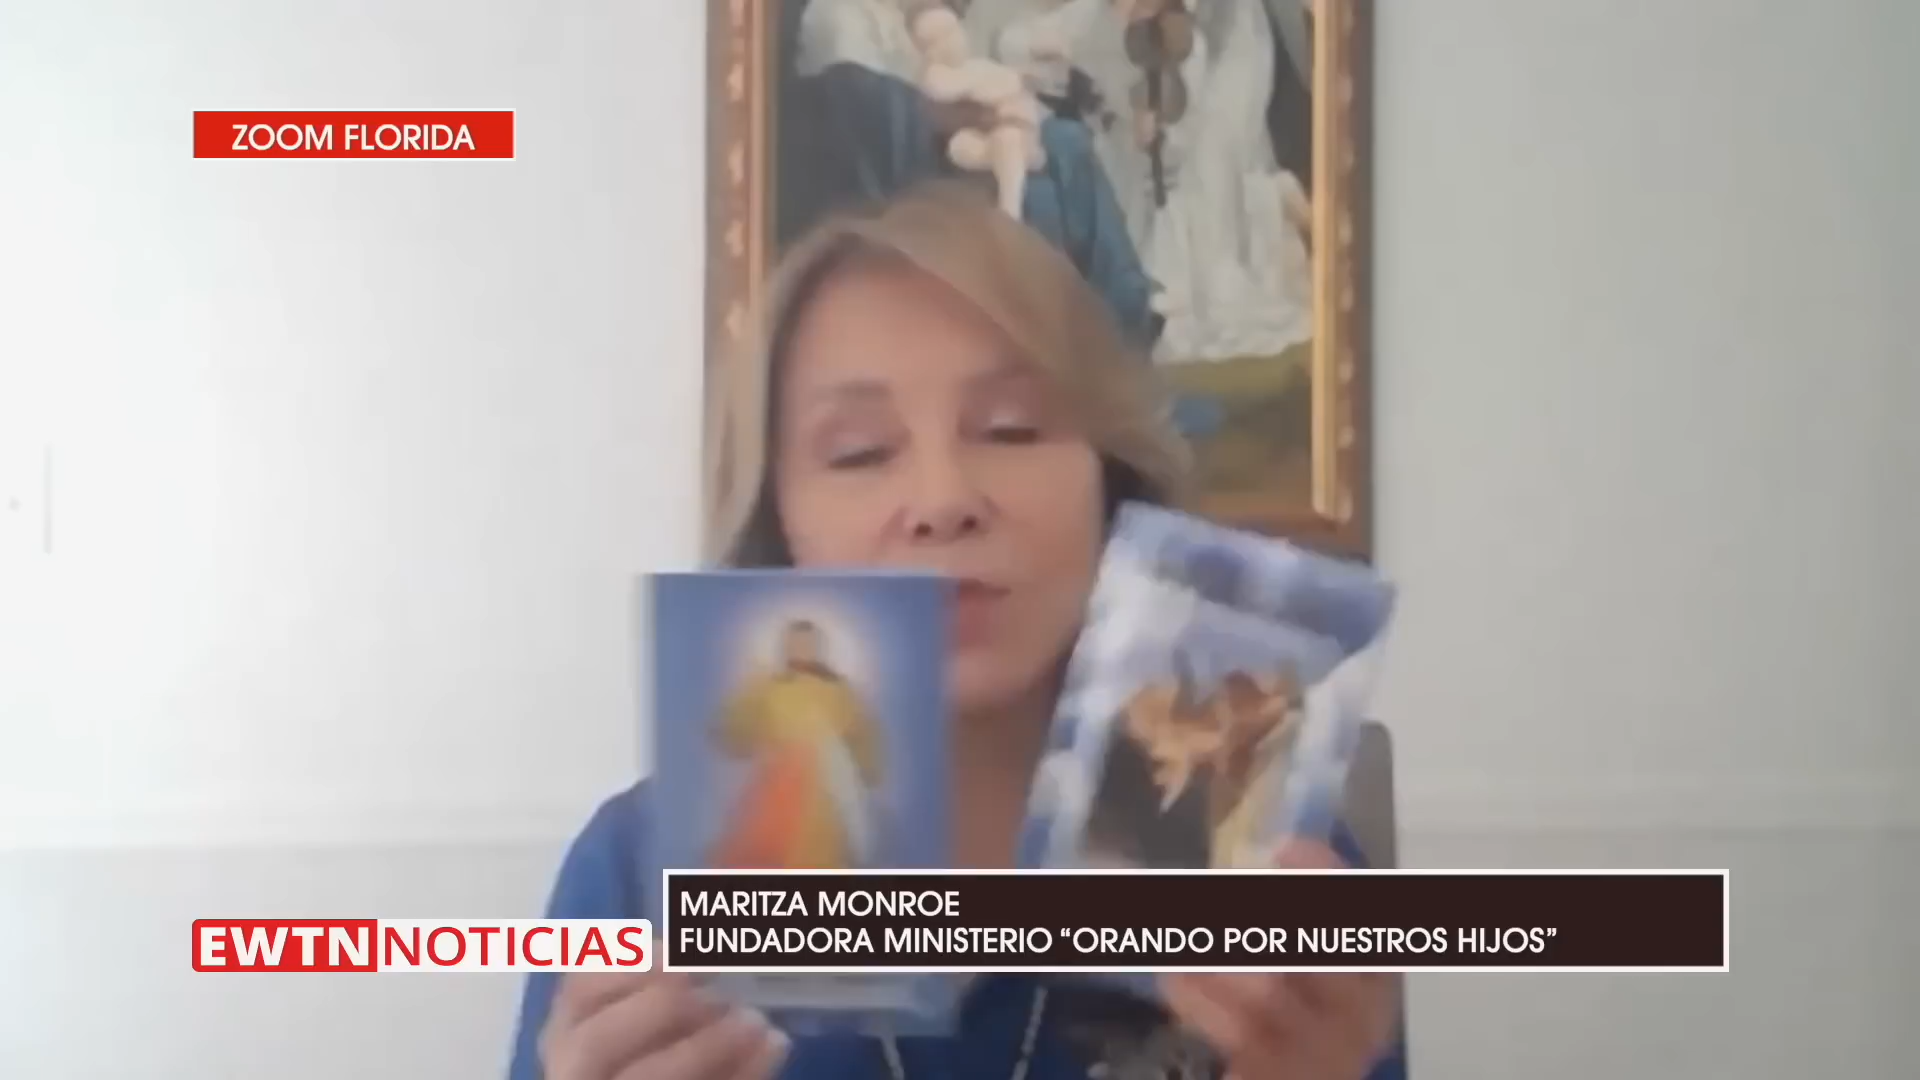 ZOOM FLORIDA
MARITZA MONROE
FUNDADORA MINISTERIO “ORANDO POR NUESTROS HIJOS”
EWTN NOTICIAS